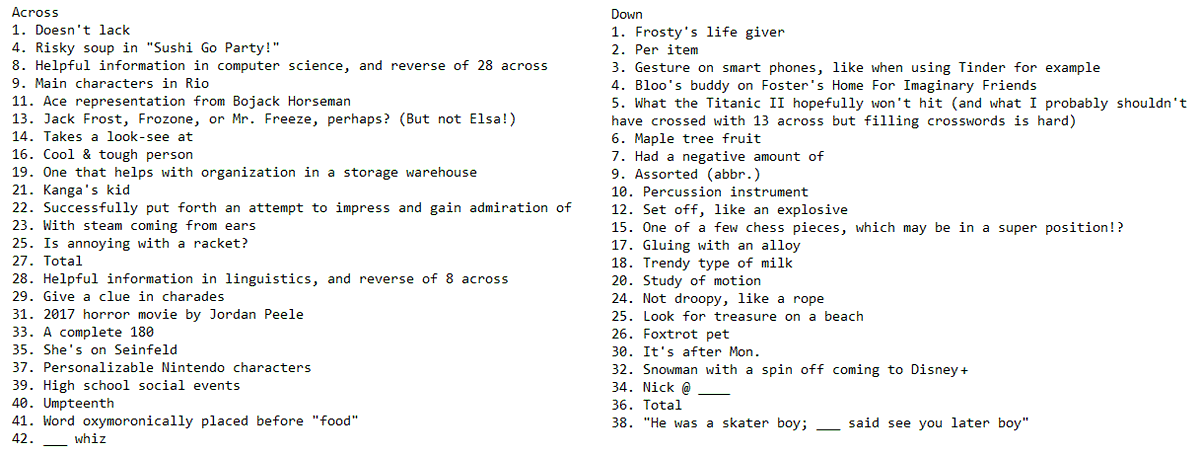 Across
1. Doesn't lack
4. Risky soup in "Sushi Go Party!"
8. Helpful information in computer science, and reverse of 28 across
9. Main characters in Rio
11. Ace representation from Bojack Horseman
13. Jack Frost, Frozone, or Mr. Freeze, perhaps? (But not Elsa!)
14. Takes a look-see at
16. Cool & tough person
19. One that helps with organization in a storage warehouse
21. Kanga's kid
22. Successfully put forth an attempt to impress and gain admiration of
23. With steam coming from ears
25. Is annoying with a racket?
27. Total
28. Helpful information in linguistics, and reverse of 8 across
29. Give a clue in charades
31. 2017 horror movie by Jordan Peele
33. A complete 180
35. She's on Seinfeld
37. Personalizable Nintendo characters
39. High school social events
40. Umpteenth
41. Word oxymoronically placed before "food"
42. ___ whiz
Down
1. Frosty's life giver
2. Per item
3. Gesture on smart phones, like when using Tinder for example
4. Bloo's buddy on Foster's Home For Imaginary Friends
5. What the Titanic II hopefully won't hit (and what I probably shouldn't
have crossed with 13 across but filling crosswords is hard)
6. Maple tree fruit
7. Had a negative amount of
9. Assorted (abbr.)
10. Percussion instrument
12. Set off, like an explosive
15. One of a few chess pieces, which may be in a super position!?
17. Gluing with an alloy
18. Trendy type of milk
20. Study of motion
24. Not droopy, like a rope
25. Look for treasure on a beach
26. Foxtrot pet
30. It's after Mon.
32. Snowman with a spin off coming to Disney+
34. Nick @ ____
36. Total
38. "He was a skater boy; ___ said see you later boy"